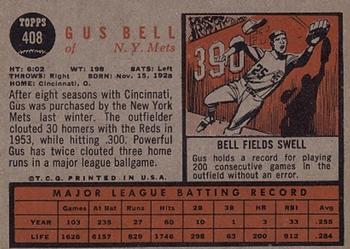 TOPPS
408
GUS BELL
of N. Y. Mets
HT: 6:02 WT: 198 BATS: Left
THROWS: Right BORN: Nov. 15, 1928
HOME: Cincinnati, O.
After eight seasons with Cincinnati,
Gus was purchased by the New York
Mets last winter. The outfielder
clouted 30 homers with the Reds in
1953, while hitting .300. Powerful
Gus has twice clouted three home
runs in a major league ballgame.
©T.C.G. PRINTED IN U.S.A.
390
25
BELL FIELDS SWELL
Gus holds a record for playing
200 consecutive games in the
outfield without an error.
MAJOR LEAGUE BATTING RECORD
Games At Bat Runs Hits 2B 3B HR RBI Avg.
YEAR 103 235 27 60 10 1 3 33 .255
LIFE 1626 6157 829 1746 299 63 200 912 .284